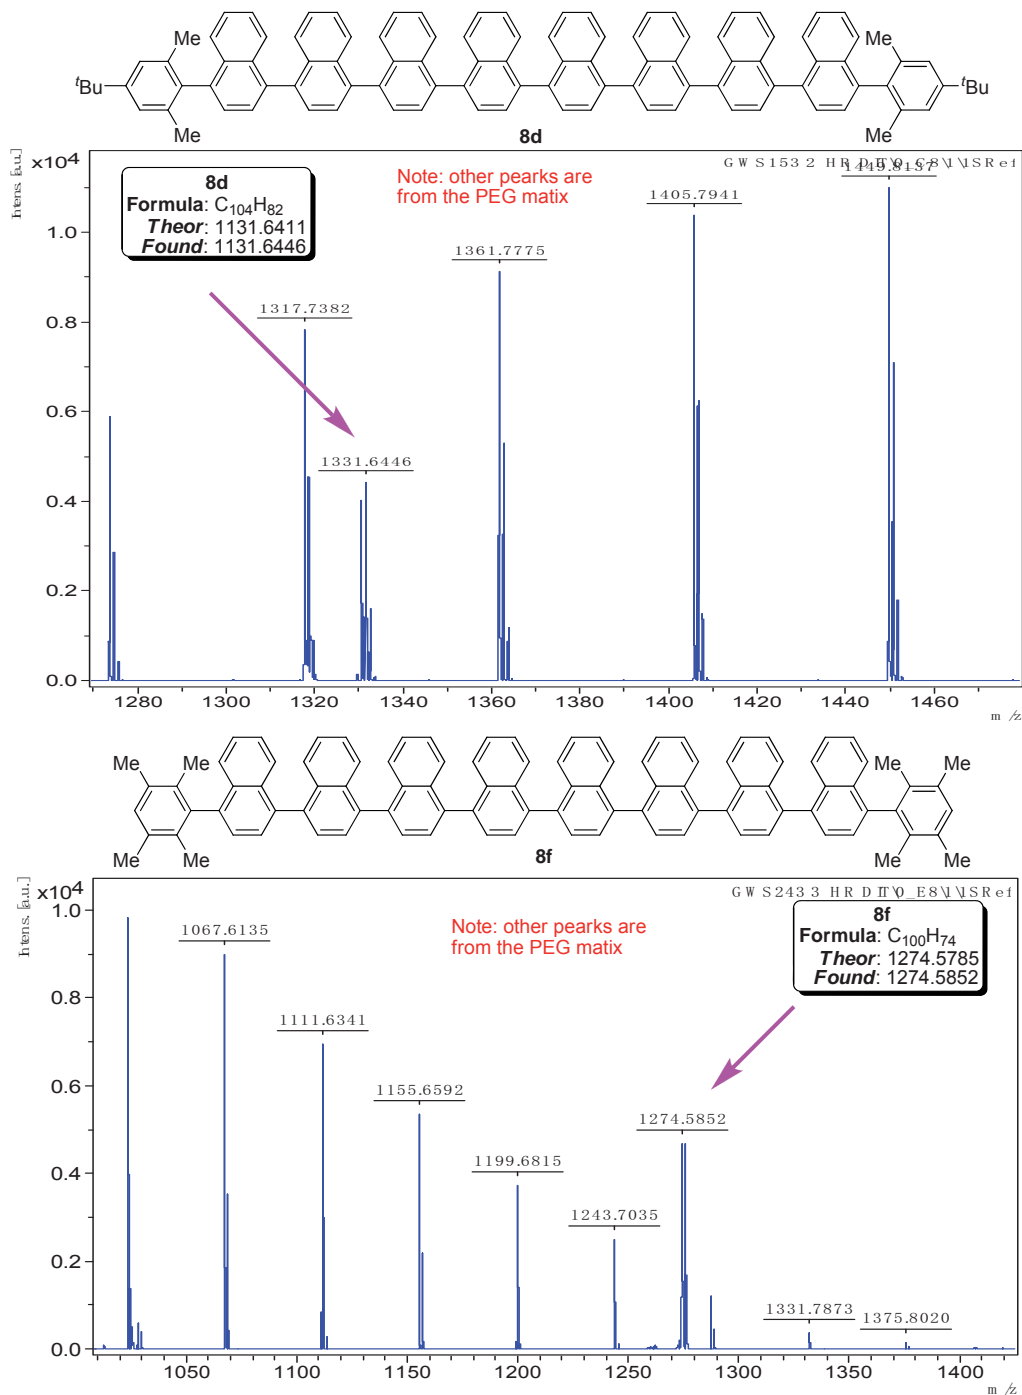 Me
Me
tBu
tBu
Me
Me
8d
x10⁴
Intens. [a.u.]
8d
Formula: C₁₀₄H₈₂
Theor: 1131.6411
Found: 1131.6446
Note: other pearks are
from the PEG matix
1449.8137
1405.7941
1361.7775
1317.7382
1331.6446
1.0
0.8
0.6
0.4
0.2
0.0
1280 1300 1320 1340 1360 1380 1400 1420 1440 1460
m/z
Me Me Me Me
Me Me Me Me
8f
x10⁴
Intens. [a.u.]
Note: other pearks are
from the PEG matix
8f
Formula: C₁₀₀H₇₄
Theor: 1274.5785
Found: 1274.5852
1067.6135
1111.6341
1155.6592
1199.6815
1243.7035
1274.5852
1331.7873
1375.8020
1.0
0.8
0.6
0.4
0.2
0.0
1050 1100 1150 1200 1250 1300 1350 1400
m/z